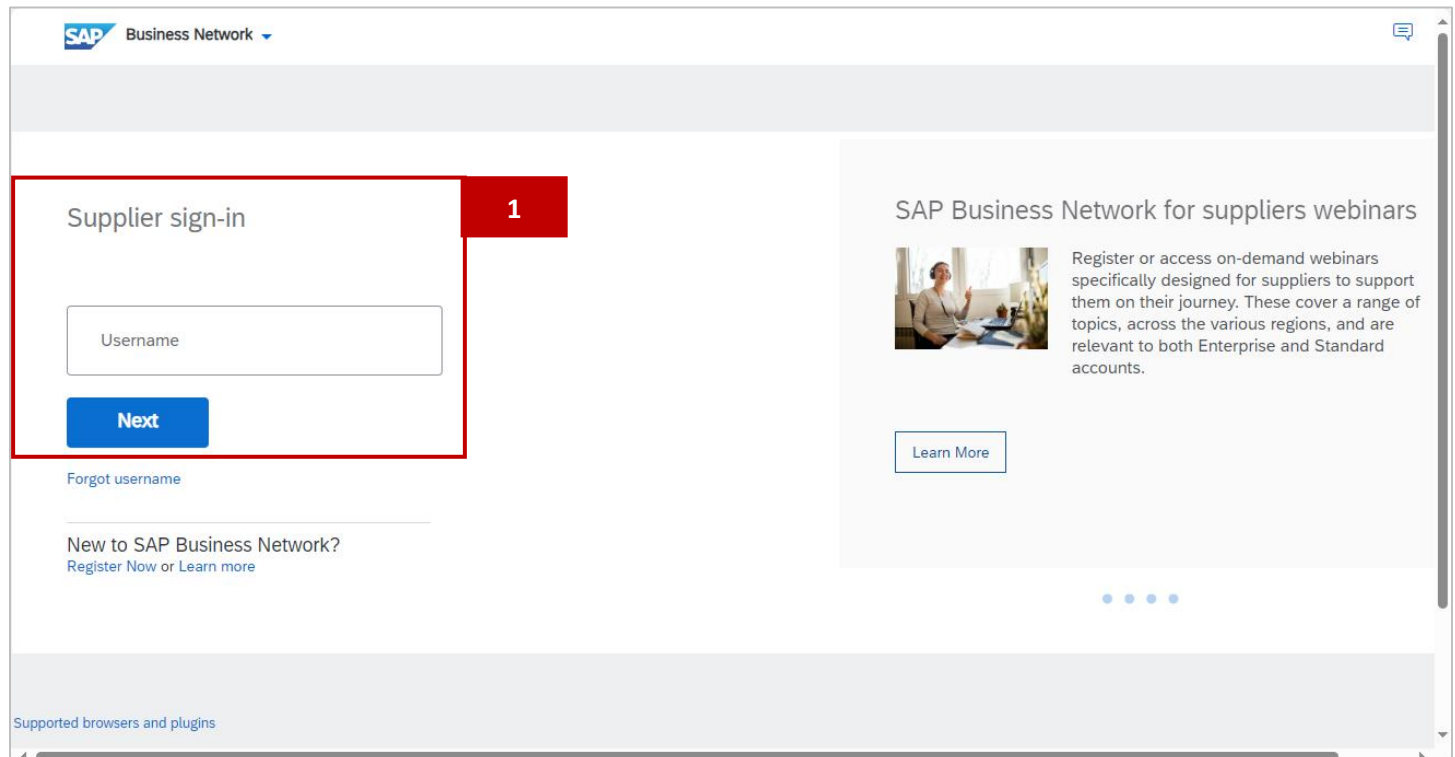 SAP Business Network
Supplier sign-in
1
Username
Next
Forgot username
New to SAP Business Network?
Register Now or Learn more
SAP Business Network for suppliers webinars
Register or access on-demand webinars
specifically designed for suppliers to support
them on their journey. These cover a range of
topics, across the various regions, and are
relevant to both Enterprise and Standard
accounts.
Learn More
Supported browsers and plugins